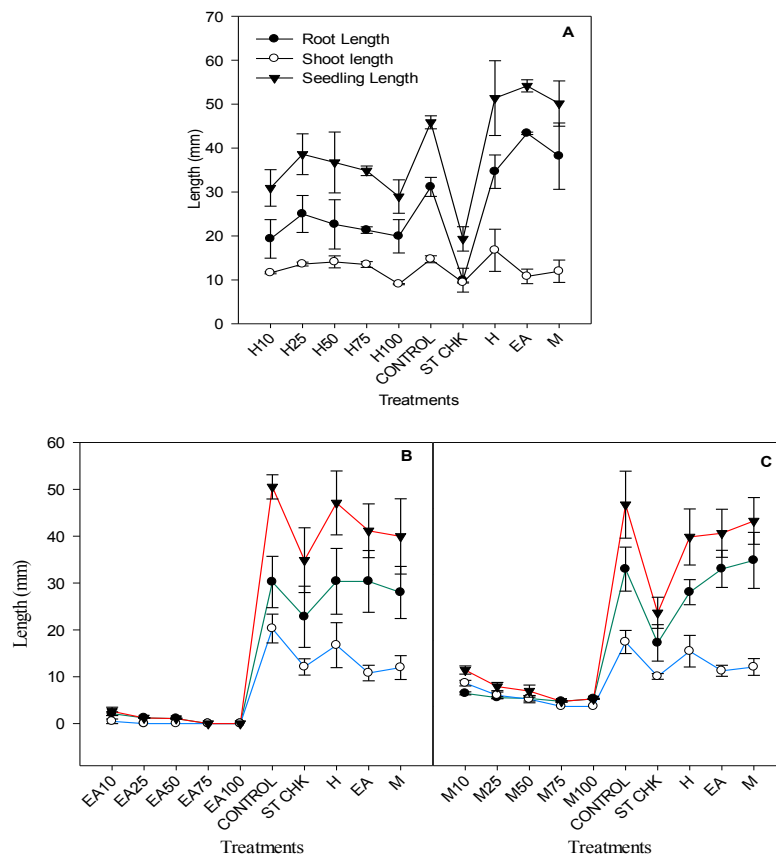 A
Root Length
Shoot length
Seedling Length
Length (mm)
70
60
50
40
30
20
10
0
H10
H25
H50
H75
H100
CONTROL
ST CHK
H
EA
M
Treatments
B
C
Length (mm)
60
50
40
30
20
10
0
EA10
EA25
EA50
EA75
EA100
CONTROL
ST CHK
H
EA
M
M10
M25
M50
M75
M100
CONTROL
ST CHK
H
EA
M
Treatments
Treatments